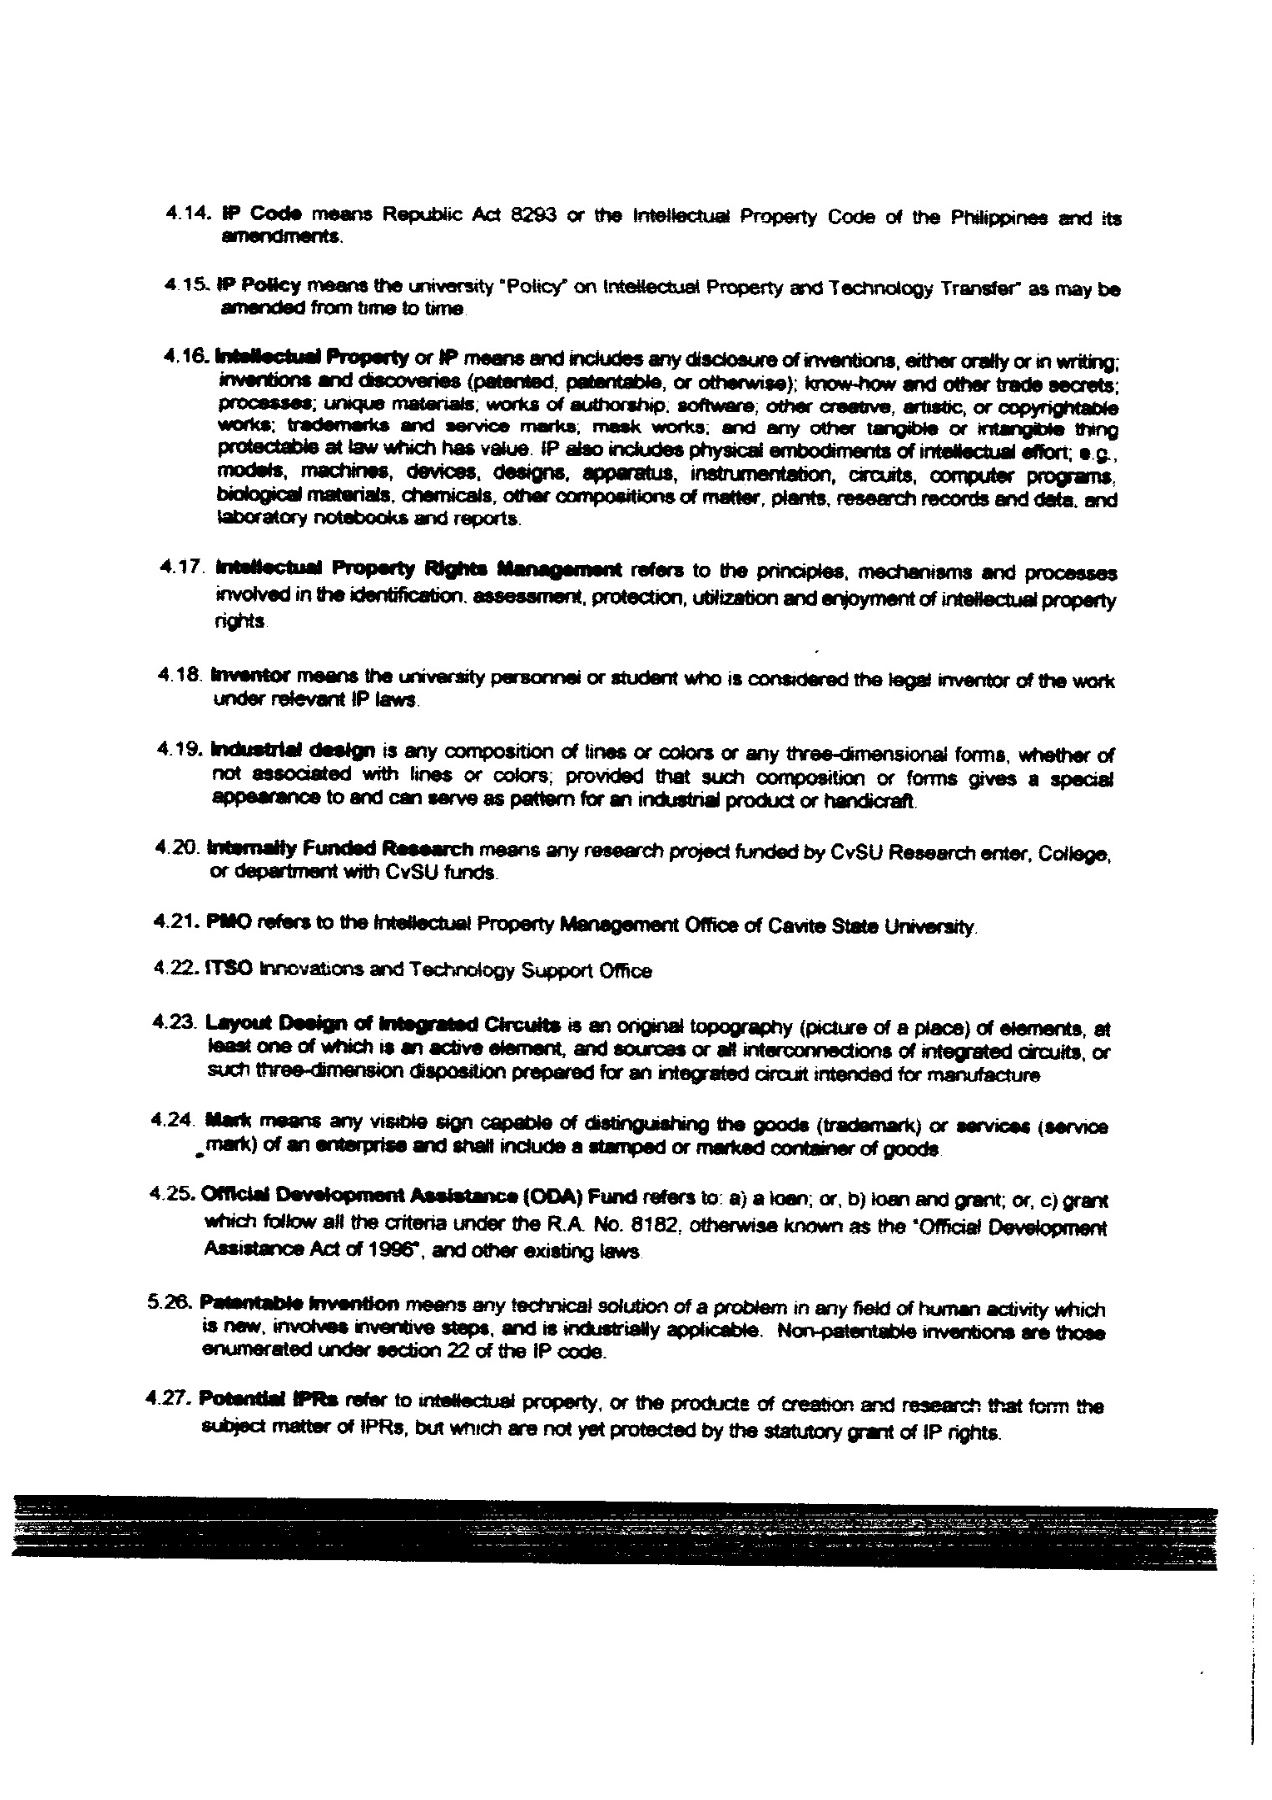 4.14. IP Code means Republic Act 8293 or the Intellectual Property Code of the Philippines and its
amendments.
4.15. IP Policy means the university "Policy" on Intellectual Property and Technology Transfer" as may be
amended from time to time
4.16. Intellectual Property or IP means and includes any disclosure of inventions, either orally or in writing;
inventions and discoveries (patented, patentable, or otherwise); know-how and other trade secrets;
processes; unique materials; works of authorship; software; other creative, artistic, or copyrightable
works; trademarks and service marks; mask works; and any other tangible or intangible thing
protectable at law which has value. IP also includes physical embodiments of intellectual effort; e.g.,
models, machines, devices, designs, apparatus, instrumentation, circuits, computer programs,
biological materials, chemicals, other compositions of matter, plants, research records and data, and
laboratory notebooks and reports.
4.17. Intellectual Property Rights Management refers to the principles, mechanisms and processes
involved in the identification, assessment, protection, utilization and enjoyment of intellectual property
rights.
4.18. Inventor means the university personnel or student who is considered the legal inventor of the work
under relevant IP laws.
4.19. Industrial design is any composition of lines or colors or any three-dimensional forms, whether of
not associated with lines or colors; provided that such composition or forms gives a special
appearance to and can serve as pattern for an industrial product or handicraft.
4.20. Internally Funded Research means any research project funded by CvSU Research enter, College,
or department with CvSU funds.
4.21. PMO refers to the Intellectual Property Management Office of Cavite State University.
4.22. ITSO Innovations and Technology Support Office
4.23. Layout Design of Integrated Circuits is an original topography (picture of a place) of elements, at
least one of which is an active element, and sources or all interconnections of integrated circuits, or
such three-dimension disposition prepared for an integrated circuit intended for manufacture
4.24. Mark means any visible sign capable of distinguishing the goods (trademark) or services (service
mark) of an enterprise and shall include a stamped or marked container of goods.
4.25. Official Development Assistance (ODA) Fund refers to: a) a loan; or, b) loan and grant; or, c) grant
which follow all the criteria under the R.A. No. 8182, otherwise known as the "Official Development
Assistance Act of 1996", and other existing laws
5.26. Patentable Invention means any technical solution of a problem in any field of human activity which
is new, involves inventive steps, and is industrially applicable. Non-patentable inventions are those
enumerated under section 22 of the IP code.
4.27. Potential IPRs refer to intellectual property, or the products of creation and research that form the
subject matter of IPRs, but which are not yet protected by the statutory grant of IP rights.